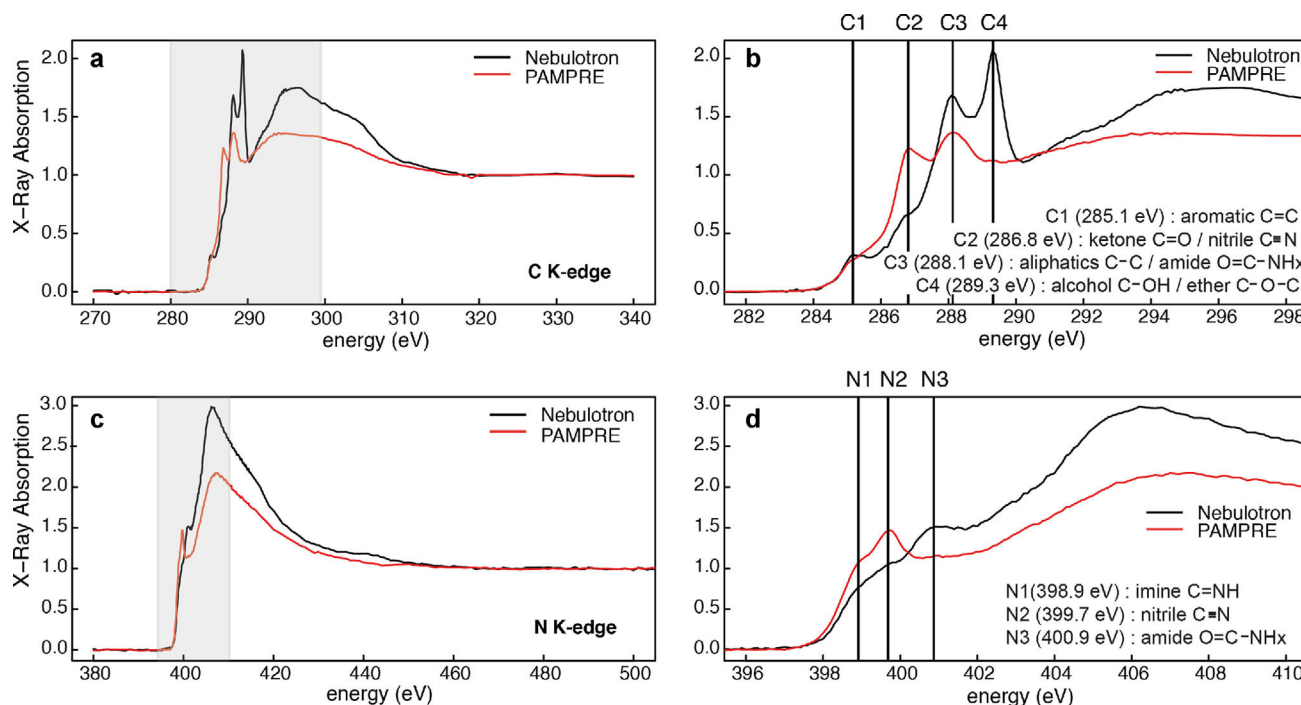 a
Nebulotron
PAMPRE
C K-edge
X-Ray Absorption
2.0
1.5
1.0
0.5
0.0
270 280 290 300 310 320 330 340
energy (eV)
C1 C2 C3 C4
b
Nebulotron
PAMPRE
C1 (285.1 eV) : aromatic C=C
C2 (286.8 eV) : ketone C=O / nitrile C≡N
C3 (288.1 eV) : aliphatics C-C / amide O=C-NHx
C4 (289.3 eV) : alcohol C-OH / ether C-O-C
2.0
1.5
1.0
0.5
0.0
282 284 286 288 290 292 294 296 298
energy (eV)
c
Nebulotron
PAMPRE
N K-edge
X-Ray Absorption
3.0
2.5
2.0
1.5
1.0
0.5
0.0
380 400 420 440 460 480 500
energy (eV)
N1 N2 N3
d
Nebulotron
PAMPRE
N1(398.9 eV) : imine C=NH
N2 (399.7 eV) : nitrile C≡N
N3 (400.9 eV) : amide O=C-NHx
3.0
2.5
2.0
1.5
1.0
0.5
0.0
396 398 400 402 404 406 408 410
energy (eV)